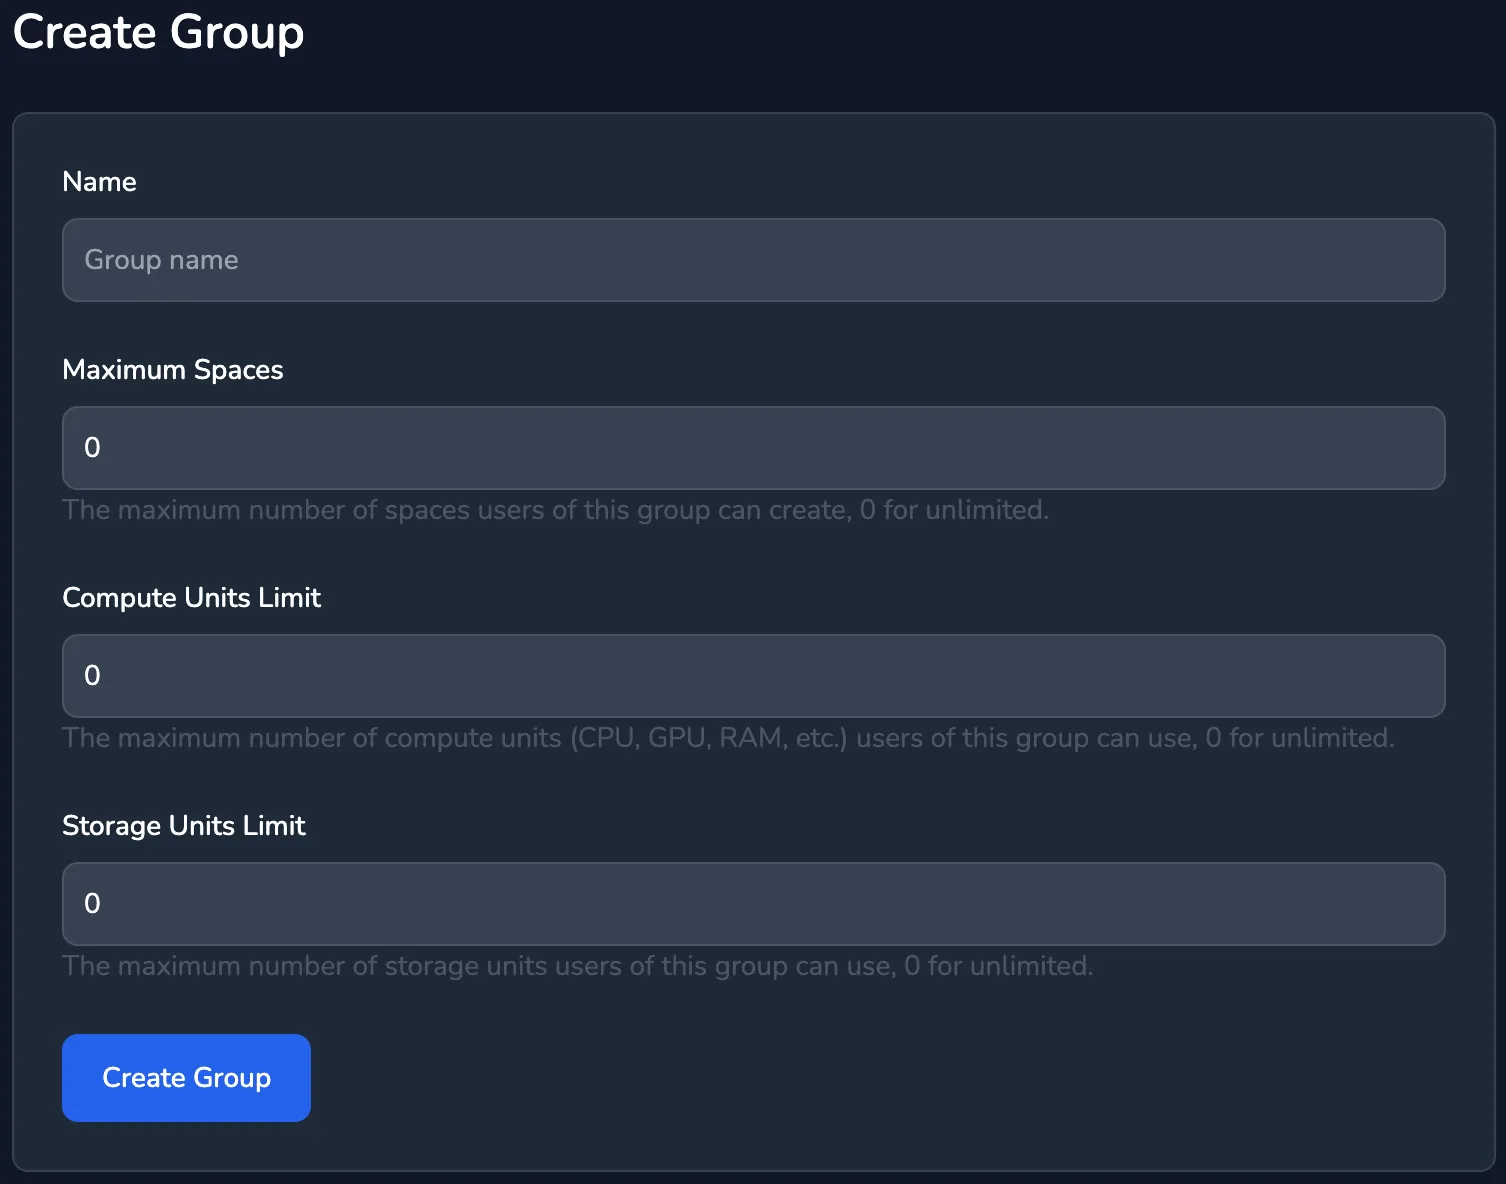 Create Group
Name
Group name
Maximum Spaces
0
The maximum number of spaces users of this group can create, 0 for unlimited.
Compute Units Limit
0
The maximum number of compute units (CPU, GPU, RAM, etc.) users of this group can use, 0 for unlimited.
Storage Units Limit
0
The maximum number of storage units users of this group can use, 0 for unlimited.
Create Group